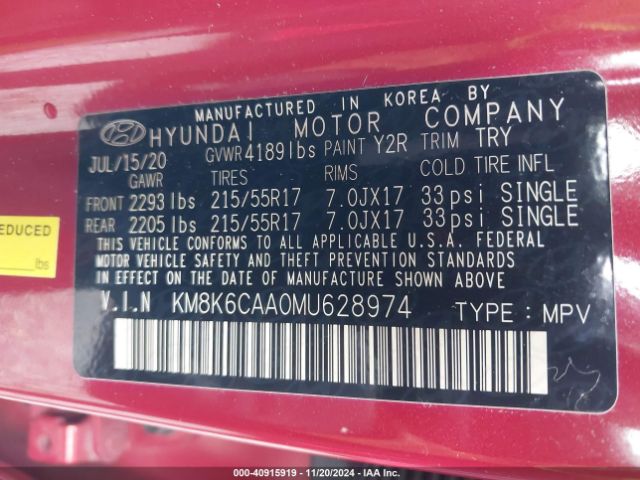 MANUFACTURED IN KOREA BY
HYUNDAI MOTOR COMPANY
JUL/15/20 GVWR 4189 lbs PAINT Y2R TRIM TRY
GAWR TIRES RIMS COLD TIRE INFL
FRONT 2293 lbs 215/55R17 7.0JX17 33 psi SINGLE
REAR 2205 lbs 215/55R17 7.0JX17 33 psi SINGLE
THIS VEHICLE CONFORMS TO ALL APPLICABLE U.S.A. FEDERAL
MOTOR VEHICLE SAFETY AND THEFT PREVENTION STANDARDS
IN EFFECT ON THE DATE OF MANUFACTURE SHOWN ABOVE
V.I.N KM8K6CAA0MU628974 TYPE : MPV
REDUCED
lbs
000-40915919 - 11/20/2024 - IAA Inc.